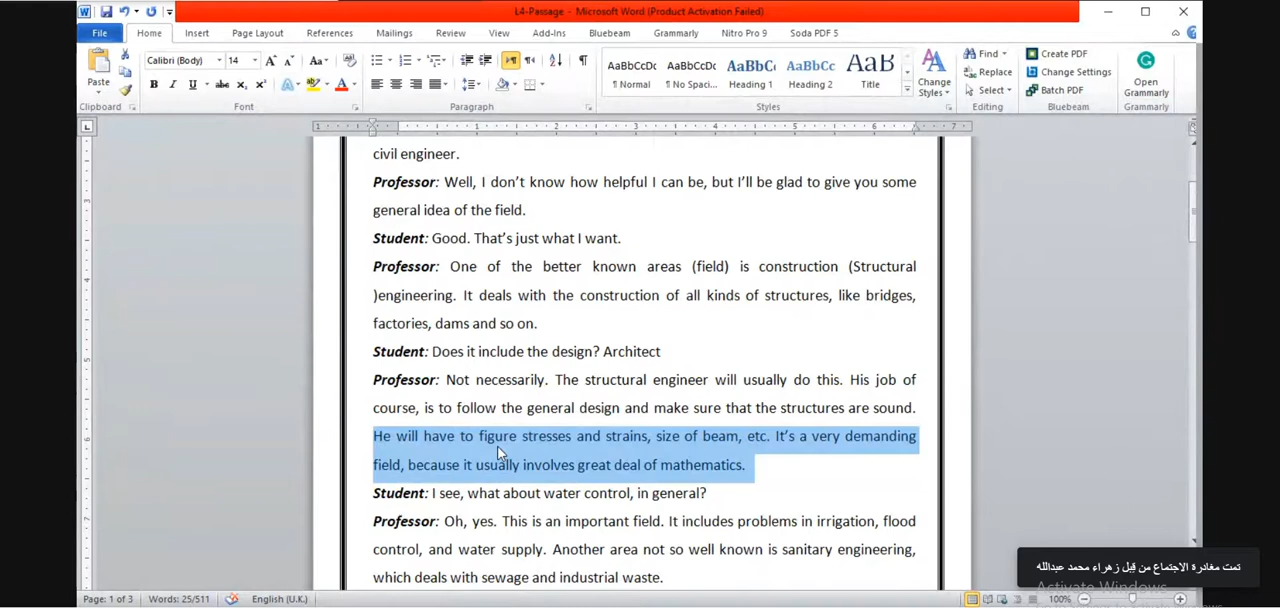 L4-Passage - Microsoft Word (Product Activation Failed)
File Home Insert Page Layout References Mailings Review View Add-Ins Bluebeam Grammarly Nitro Pro 9 Soda PDF 5
Paste
Clipboard
Calibri (Body) 14
Font
Paragraph
AaBbCcDc AaBbCcDc AaBbC AaBbCc AaB
¶ Normal ¶ No Spaci... Heading 1 Heading 2 Title
Change Styles
Styles
Find
Replace
Select
Editing
Create PDF
Change Settings
Batch PDF
Bluebeam
Open Grammarly
Grammarly
civil engineer.
Professor: Well, I don’t know how helpful I can be, but I’ll be glad to give you some
general idea of the field.
Student: Good. That’s just what I want.
Professor: One of the better known areas (field) is construction (Structural
)engineering. It deals with the construction of all kinds of structures, like bridges,
factories, dams and so on.
Student: Does it include the design? Architect
Professor: Not necessarily. The structural engineer will usually do this. His job of
course, is to follow the general design and make sure that the structures are sound.
He will have to figure stresses and strains, size of beam, etc. It’s a very demanding
field, because it usually involves great deal of mathematics.
Student: I see, what about water control, in general?
Professor: Oh, yes. This is an important field. It includes problems in irrigation, flood
control, and water supply. Another area not so well known is sanitary engineering,
which deals with sewage and industrial waste.
تمت مغادرة الاجتماع من قِبل زهراء محمد عبدالله
Activate Windows
Page: 1 of 3 Words: 25/511 English (U.K.) 100%